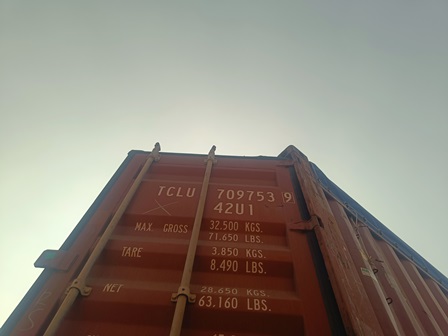 TCLU 709753 9
42U1
MAX GROSS 32.500 KGS.
71.650 LBS.
TARE 3.850 KGS.
8.490 LBS.
NET 28.650 KGS.
63.160 LBS.